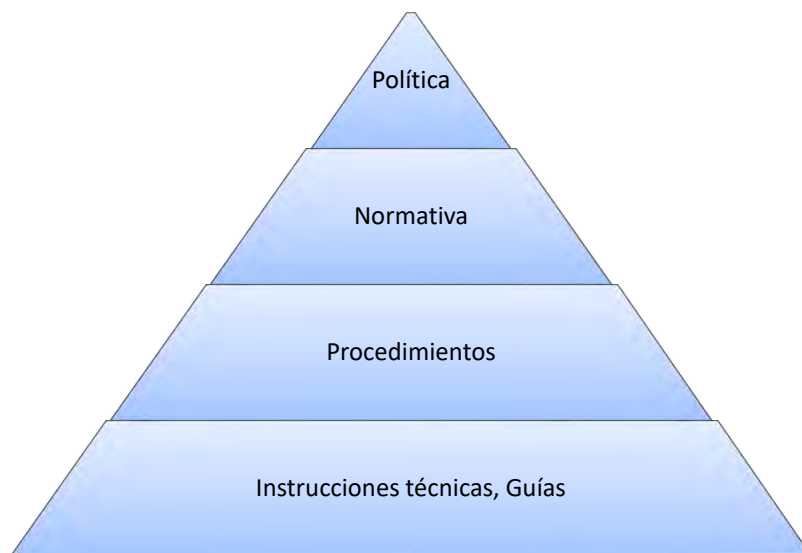 Política
Normativa
Procedimientos
Instrucciones técnicas, Guías